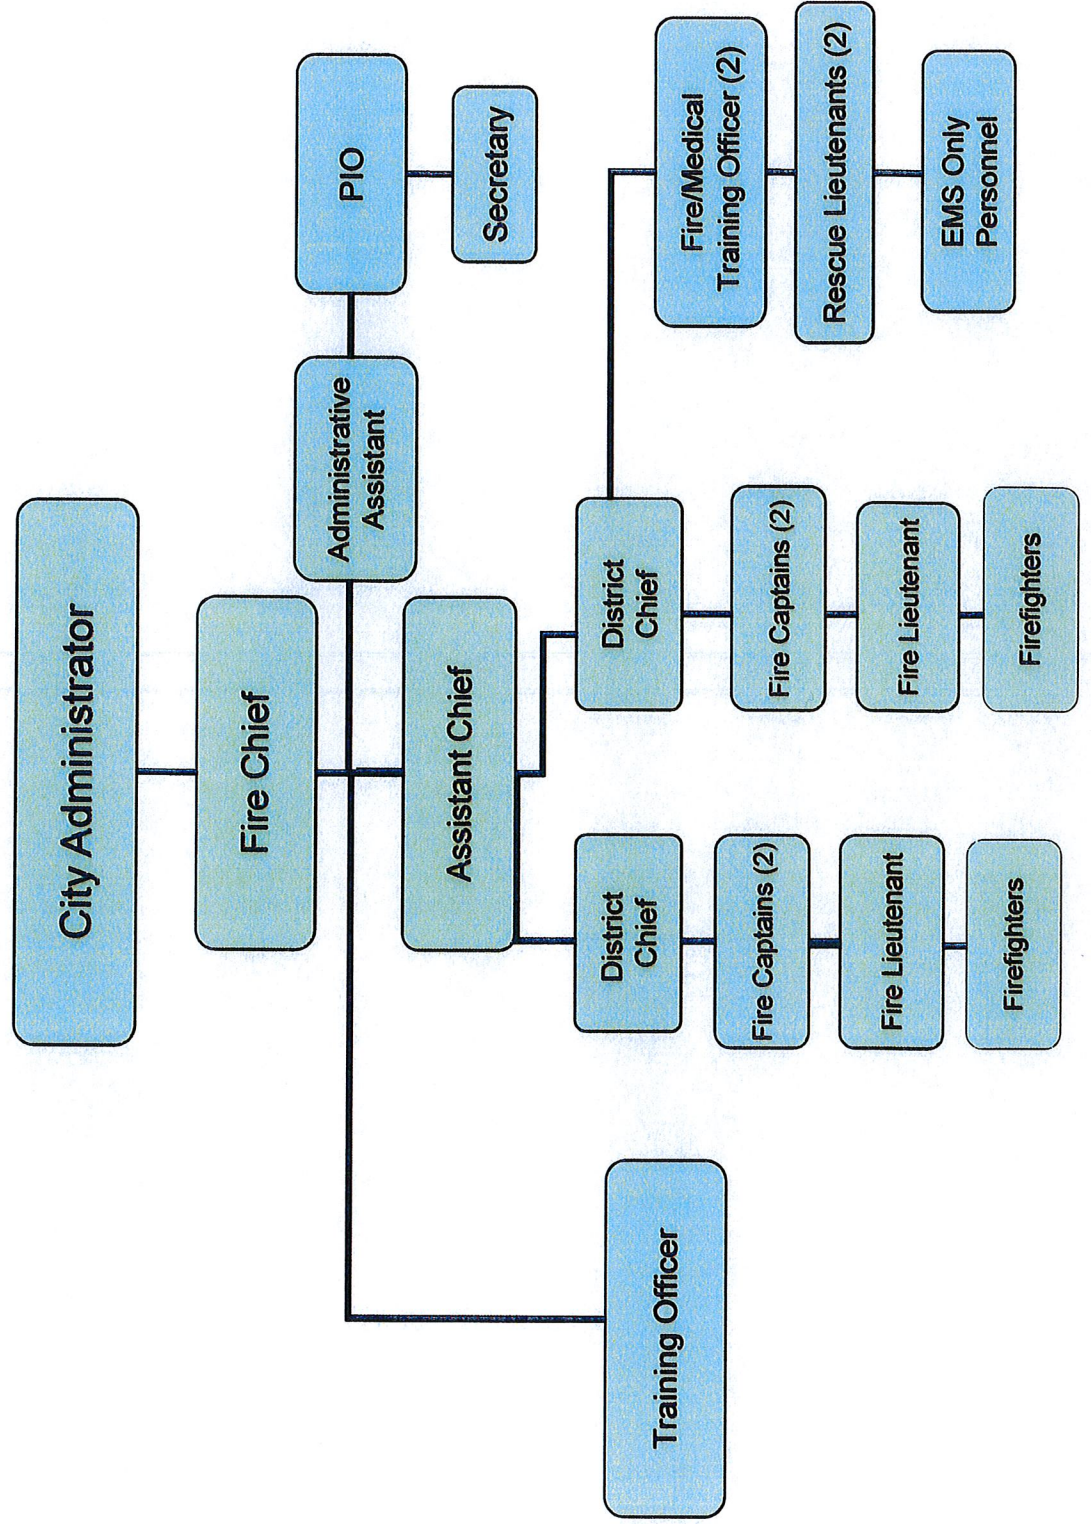 City Administrator
Fire Chief
Administrative
Assistant
PIO
Secretary
Assistant Chief
Training Officer
District
Chief
Fire Captains (2)
Fire Lieutenant
Firefighters
District
Chief
Fire Captains (2)
Fire Lieutenant
Firefighters
Fire/Medical
Training Officer (2)
Rescue Lieutenants (2)
EMS Only
Personnel